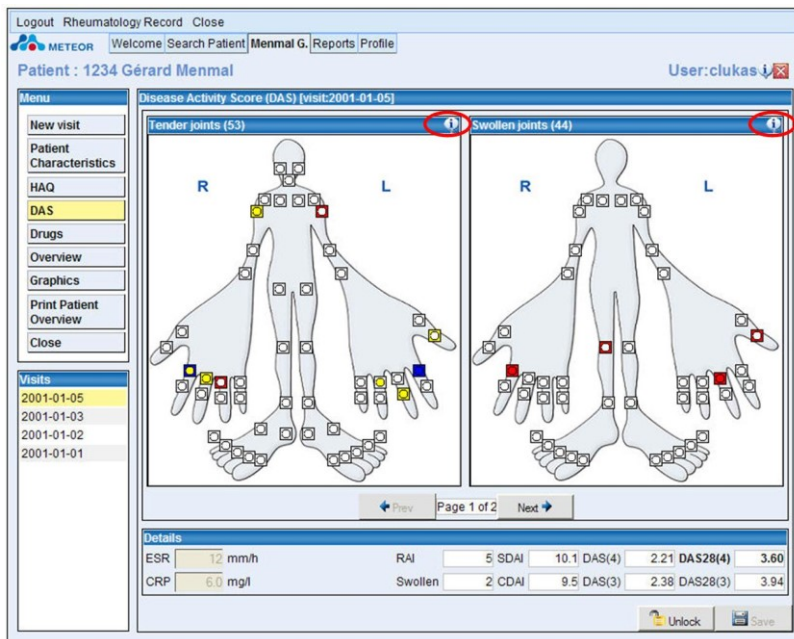 Logout Rheumatology Record Close
METEOR Welcome Search Patient Menmal G. Reports Profile
Patient : 1234 Gérard Menmal User:clukas
Menu
New visit
Patient
Characteristics
HAQ
DAS
Drugs
Overview
Graphics
Print Patient
Overview
Close
Visits
2001-01-05
2001-01-03
2001-01-02
2001-01-01
Disease Activity Score (DAS) [visit:2001-01-05]
Tender joints (53) i
R L
Swollen joints (44) i
R L
Prev Page 1 of 2 Next
Details
ESR 12 mm/h RAI 5 SDAI 10.1 DAS(4) 2.21 DAS28(4) 3.60
CRP 6.0 mg/l Swollen 2 CDAI 9.5 DAS(3) 2.38 DAS28(3) 3.94
Unlock Save